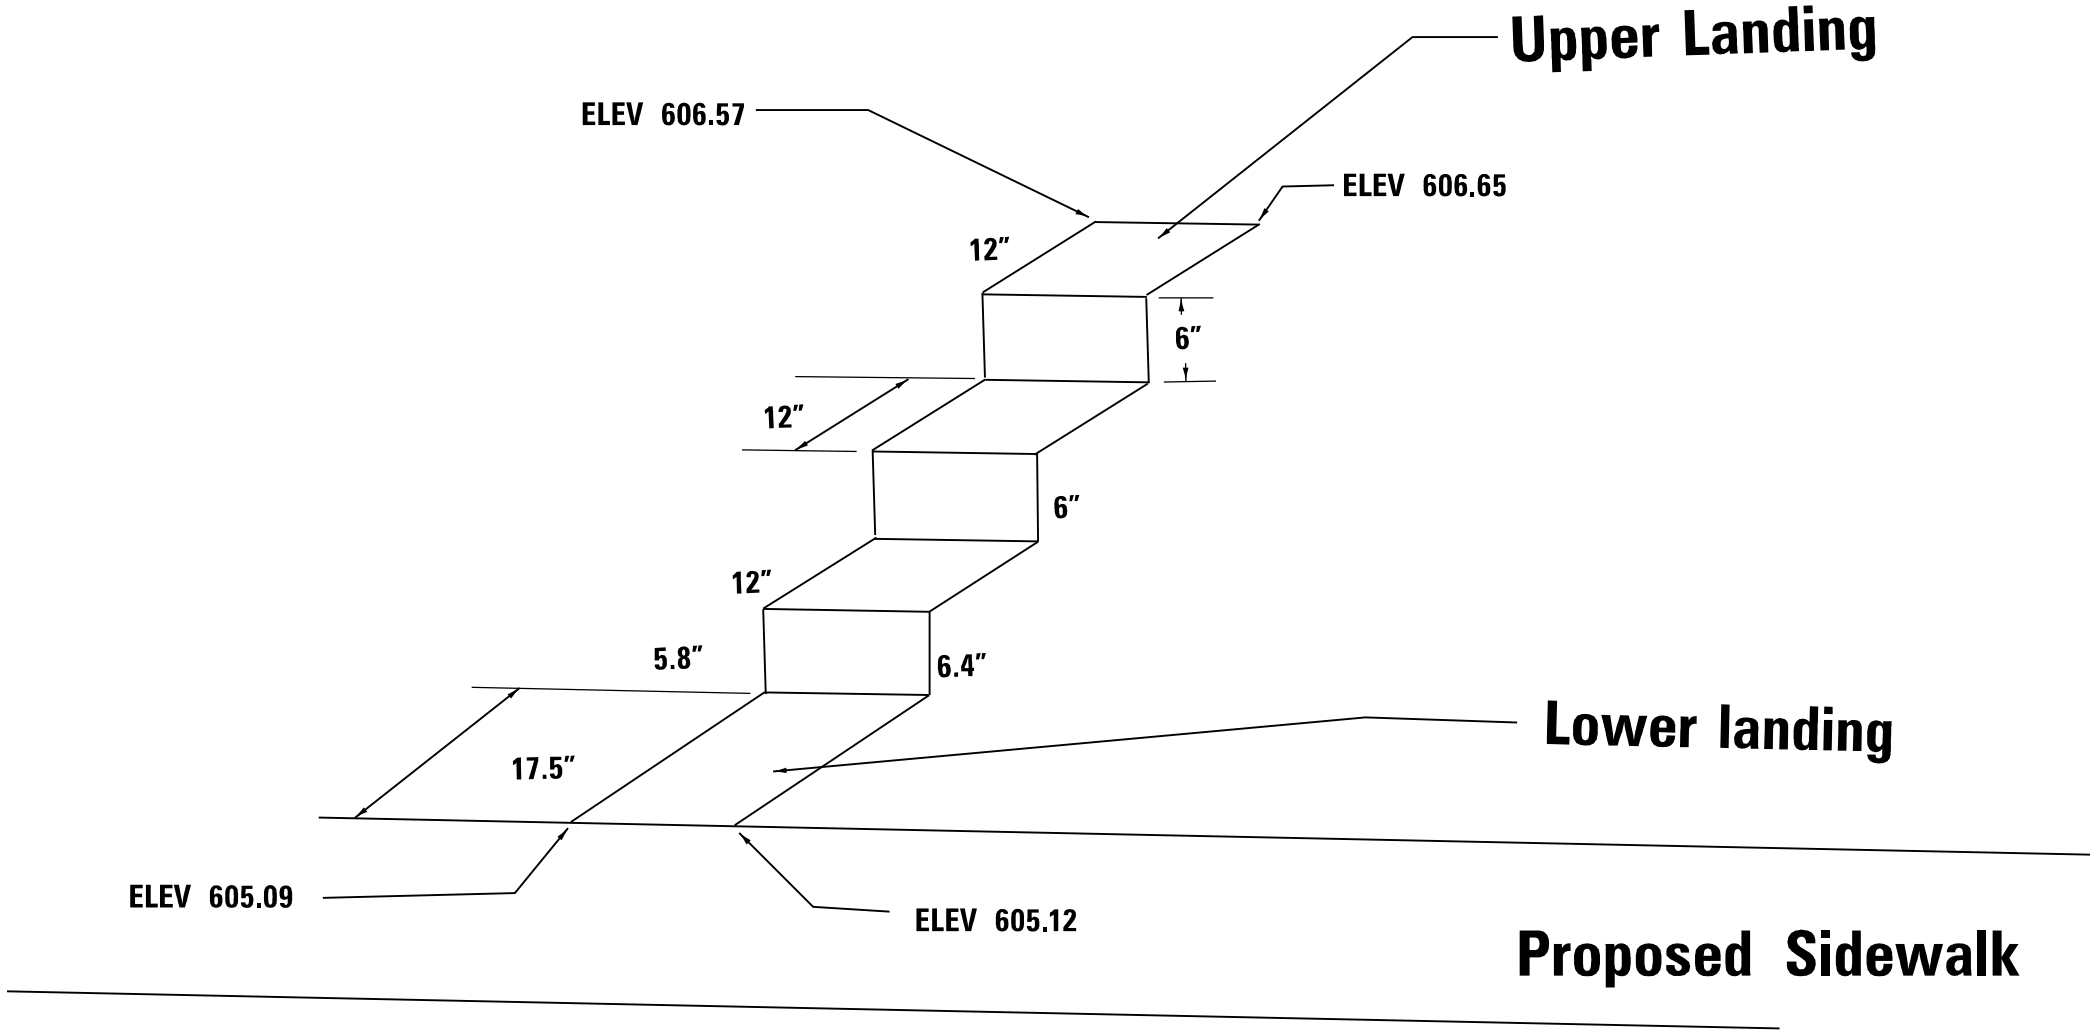 Upper Landing
ELEV 606.57
ELEV 606.65
12"
6"
12"
6"
12"
5.8"
6.4"
Lower landing
17.5"
ELEV 605.09
ELEV 605.12
Proposed Sidewalk